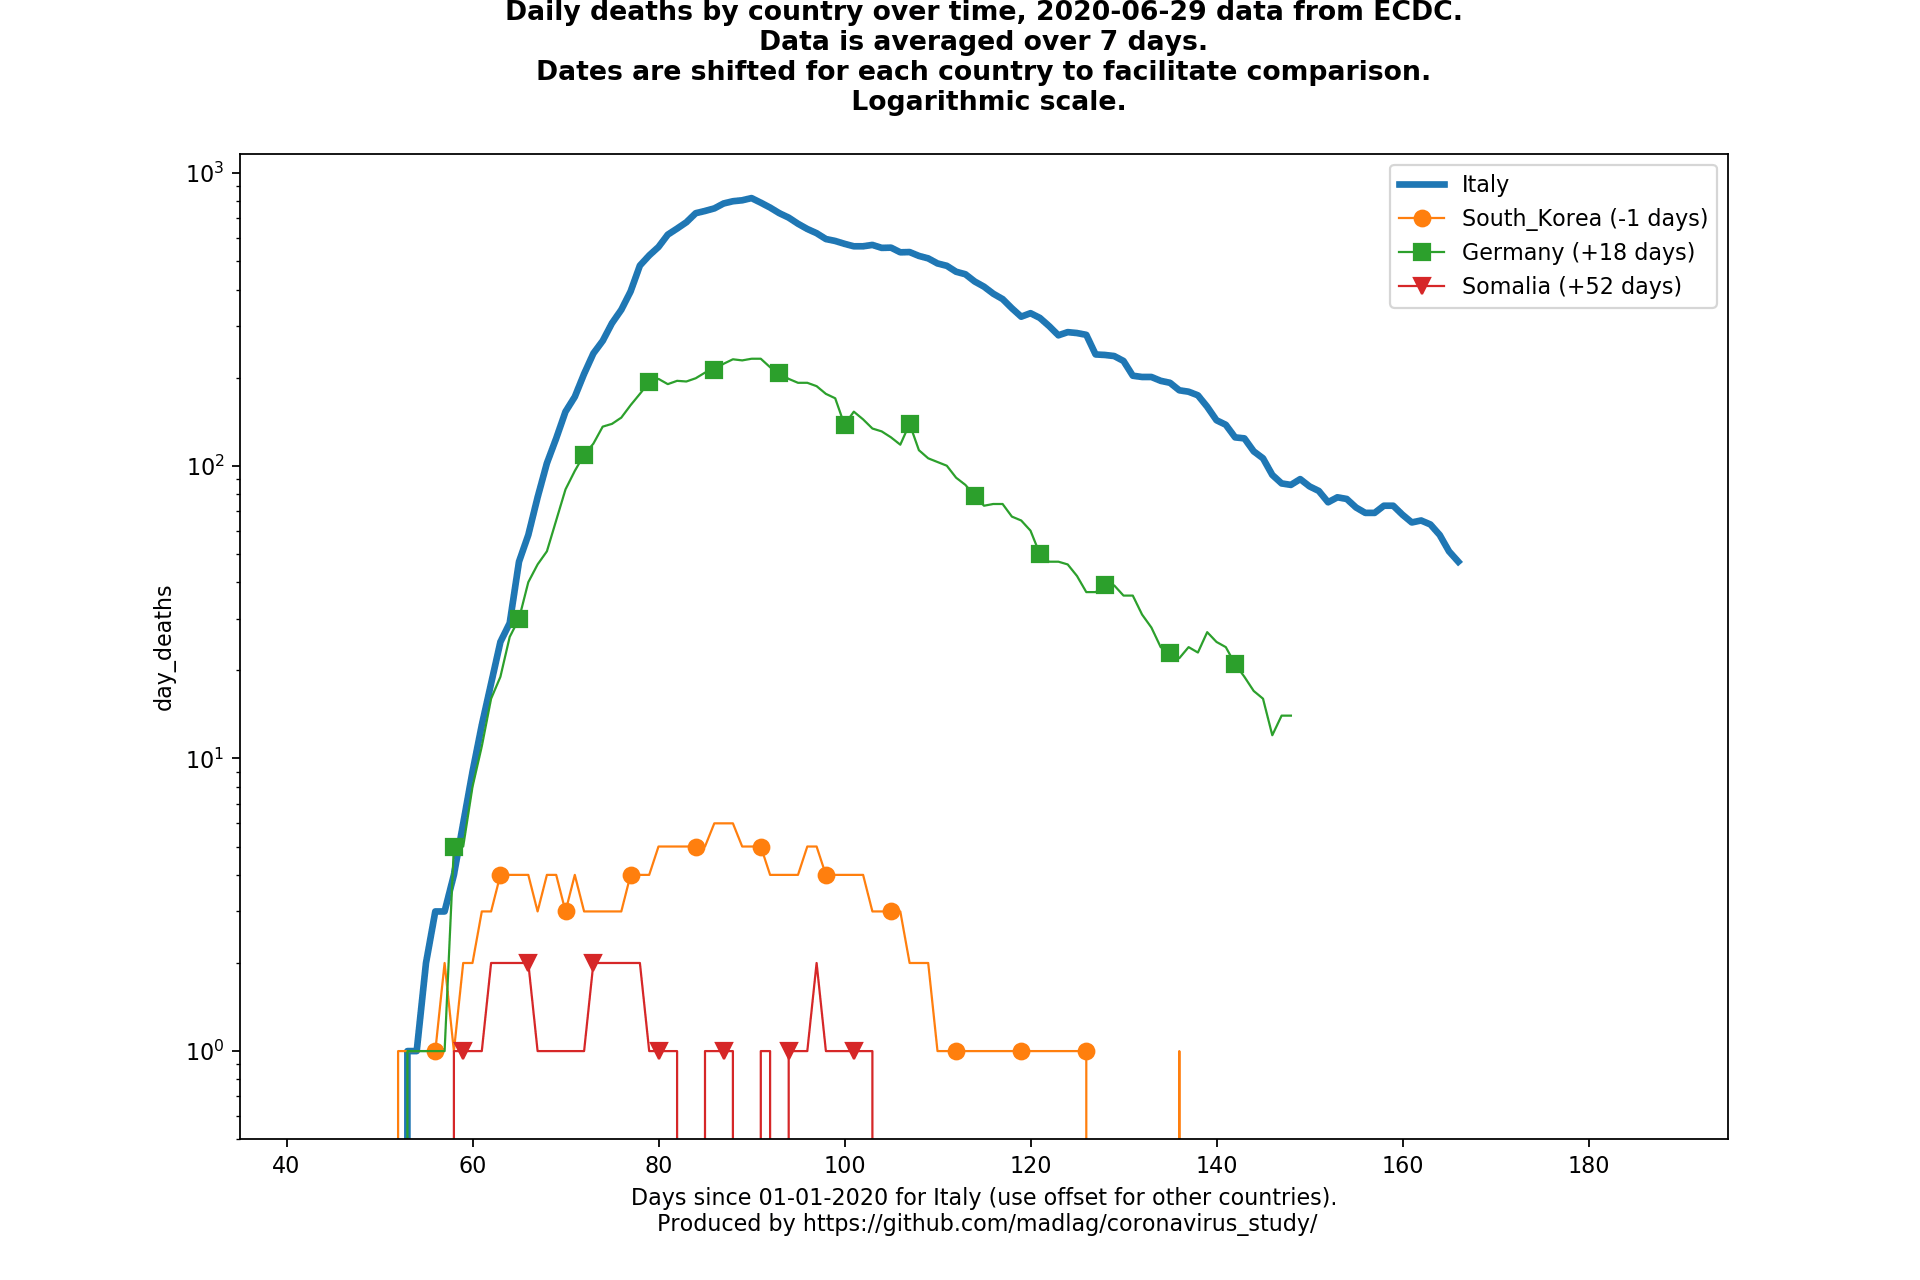 Daily deaths by country over time, 2020-06-29 data from ECDC.
Data is averaged over 7 days.
Dates are shifted for each country to facilitate comparison.
Logarithmic scale.
10³
10²
10¹
10⁰
day_deaths
Italy
South_Korea (-1 days)
Germany (+18 days)
Somalia (+52 days)
40 60 80 100 120 140 160 180
Days since 01-01-2020 for Italy (use offset for other countries).
Produced by https://github.com/madlag/coronavirus_study/